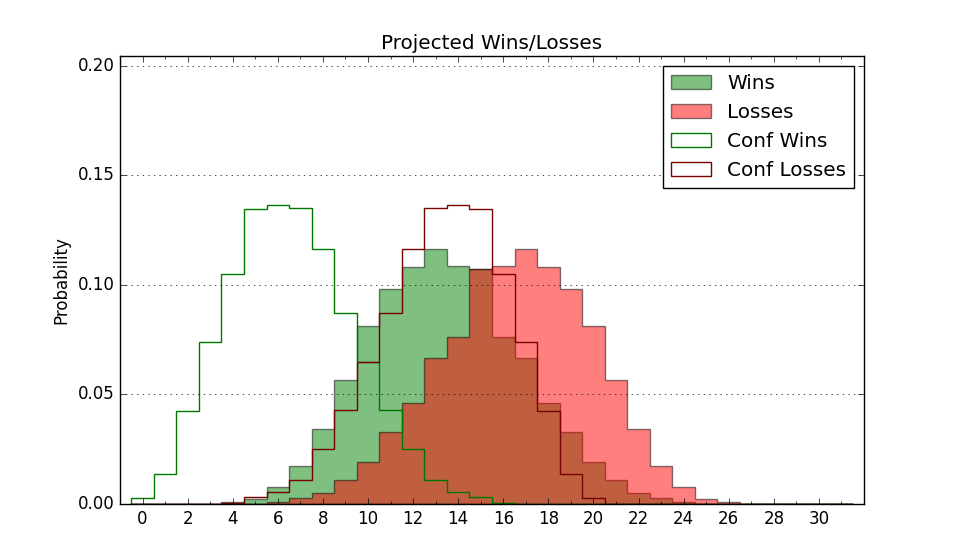 Projected Wins/Losses
Wins
Losses
Conf Wins
Conf Losses
Probability
0.20
0.15
0.10
0.05
0.00
0 2 4 6 8 10 12 14 16 18 20 22 24 26 28 30